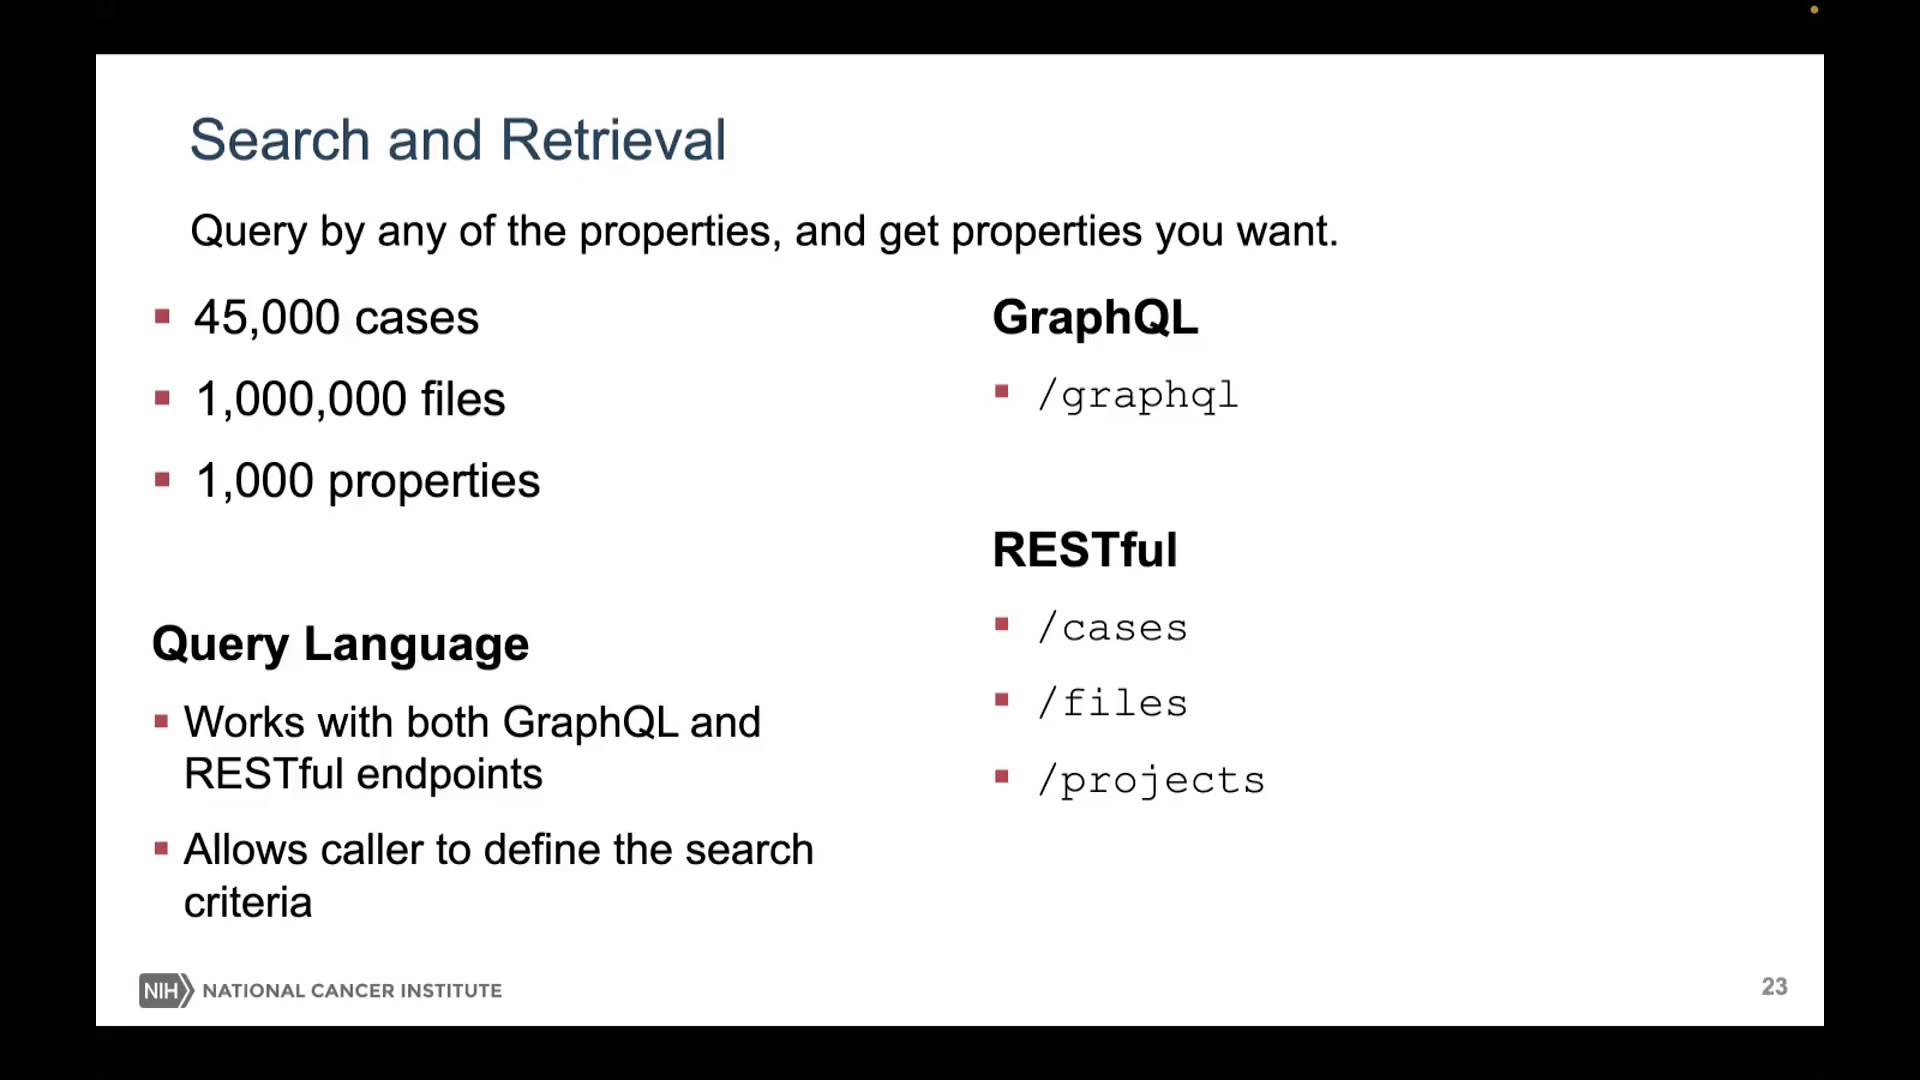 Search and Retrieval
Query by any of the properties, and get properties you want.
45,000 cases
1,000,000 files
1,000 properties
Query Language
Works with both GraphQL and
RESTful endpoints
Allows caller to define the search
criteria
GraphQL
/graphql
RESTful
/cases
/files
/projects
NIH NATIONAL CANCER INSTITUTE
23